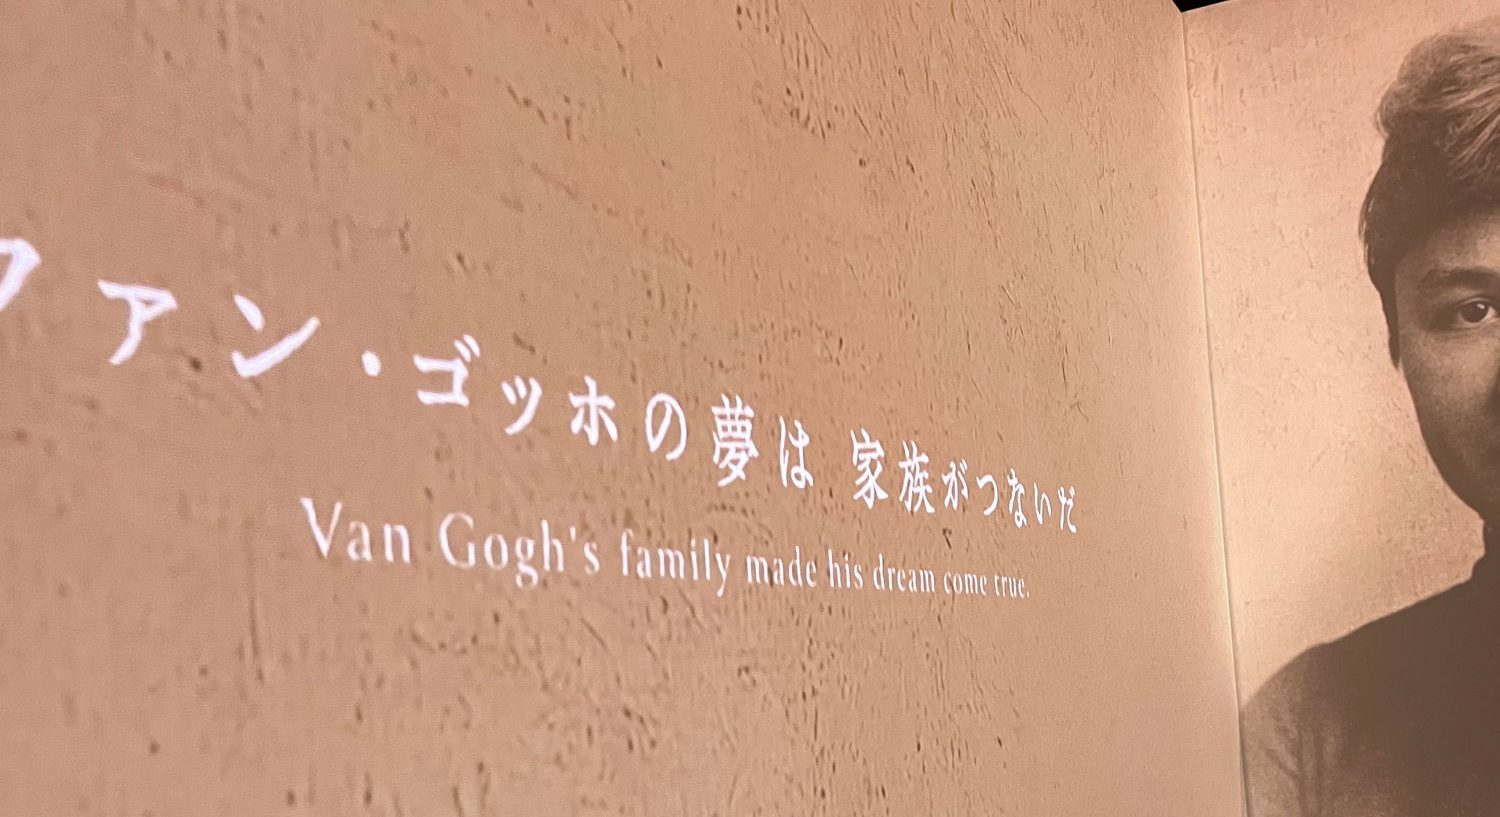 ファン・ゴッホの夢は 家族がつないだ
Van Gogh's family made his dream come true.